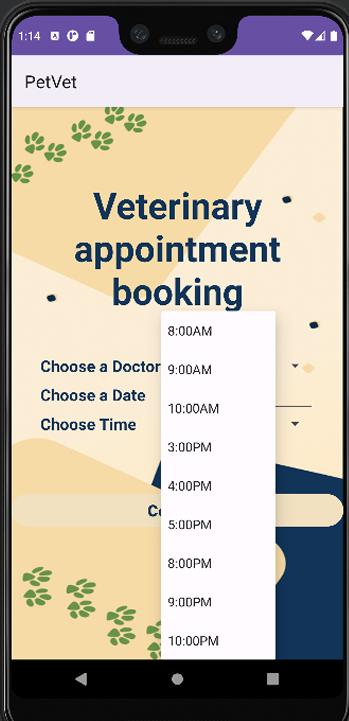 1:14
PetVet
Veterinary
appointment
booking
8:00AM
Choose a Doctor
9:00AM
Choose a Date
10:00AM
Choose Time
3:00PM
4:00PM
5:00PM
8:00PM
9:00PM
10:00PM